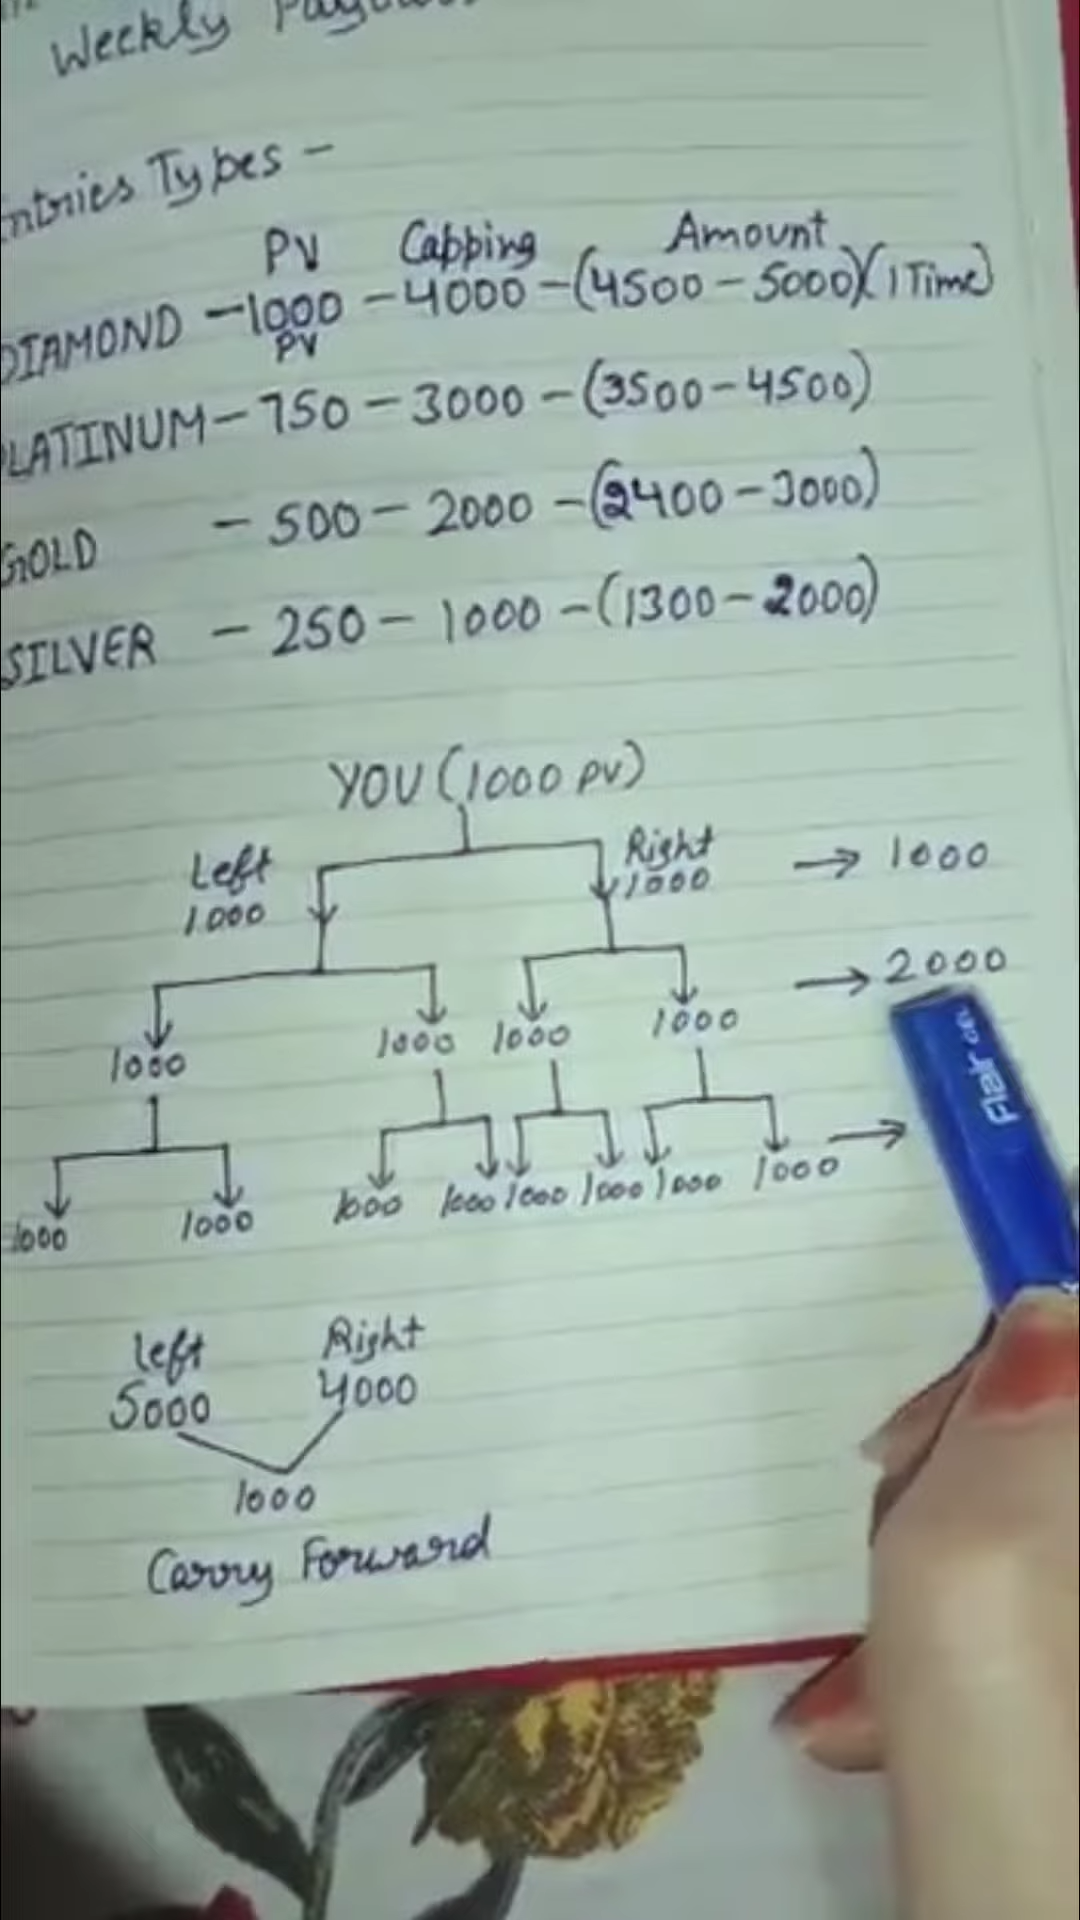 Weekly
Entries Types -
PV Capping Amount
DIAMOND - 1000 - 4000 - (4500 - 5000) (1 Time)
PV
PLATINUM - 750 - 3000 - (3500 - 4500)
GOLD - 500 - 2000 - (2400 - 3000)
SILVER - 250 - 1000 - (1300 - 2000)
YOU (1000 PV)
Left Right
1000 1000 → 1000
→ 2000
1000 1000 1000 1000
1000 1000 1000 1000 1000 1000 1000 1000 →
Flair GEL
Left Right
5000 4000
1000
Carry Forward